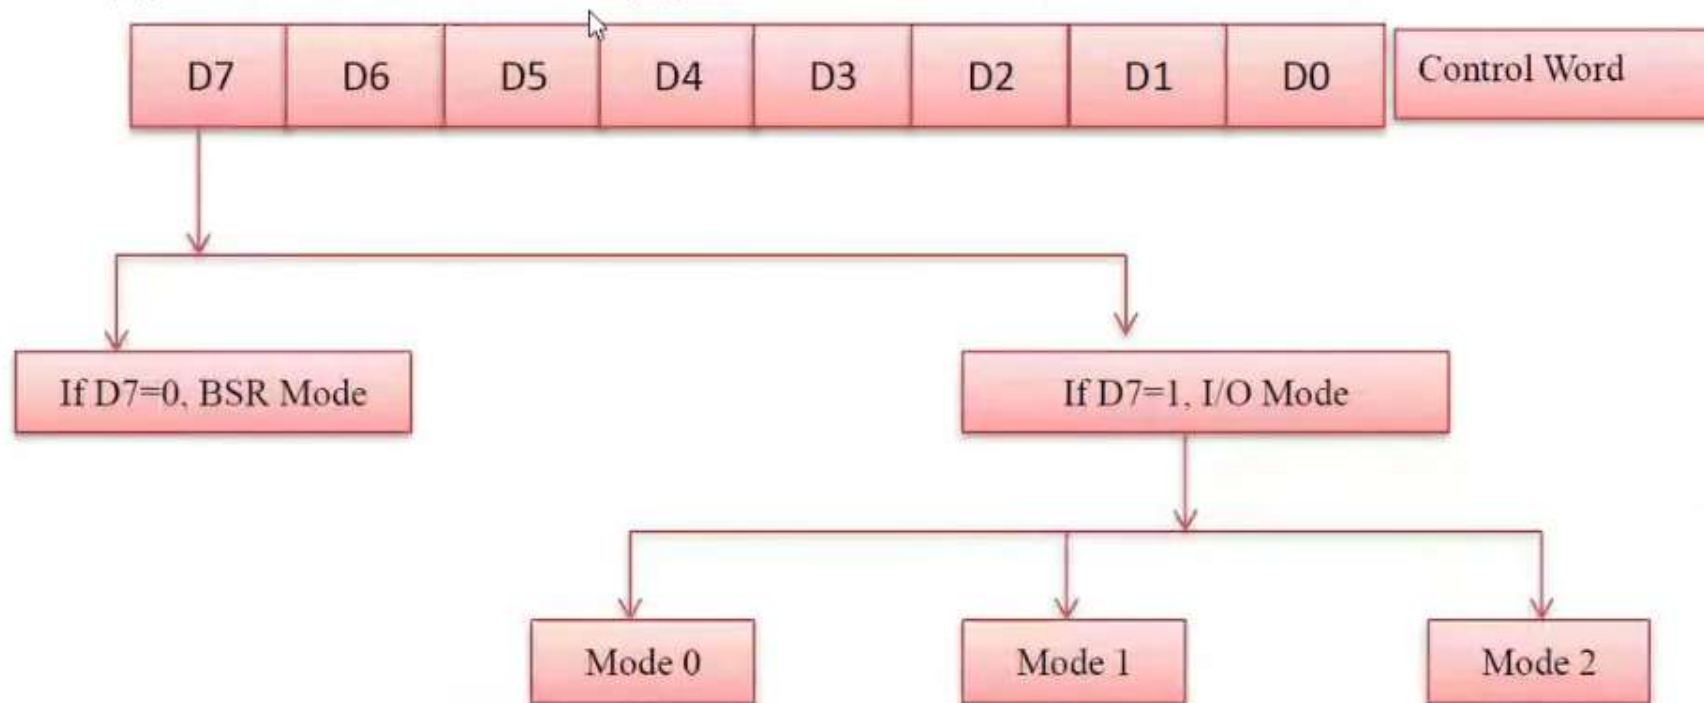 D7 D6 D5 D4 D3 D2 D1 D0 Control Word
If D7=0, BSR Mode
If D7=1, I/O Mode
Mode 0
Mode 1
Mode 2